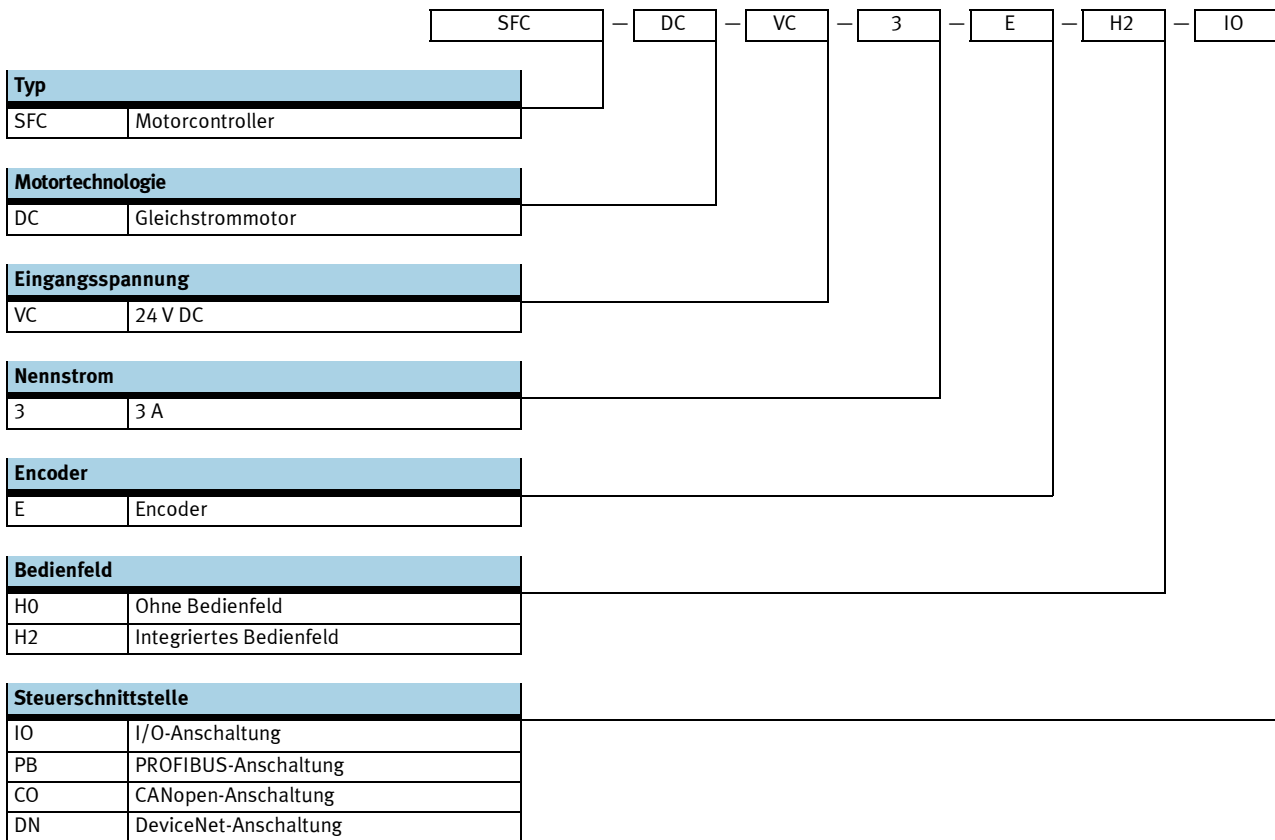 SFC — DC — VC — 3 — E — H2 — IO
Typ
SFC Motorcontroller
Motortechnologie
DC Gleichstrommotor
Eingangsspannung
VC 24 V DC
Nennstrom
3 3 A
Encoder
E Encoder
Bedienfeld
H0 Ohne Bedienfeld
H2 Integriertes Bedienfeld
Steuerschnittstelle
IO I/O-Anschaltung
PB PROFIBUS-Anschaltung
CO CANopen-Anschaltung
DN DeviceNet-Anschaltung